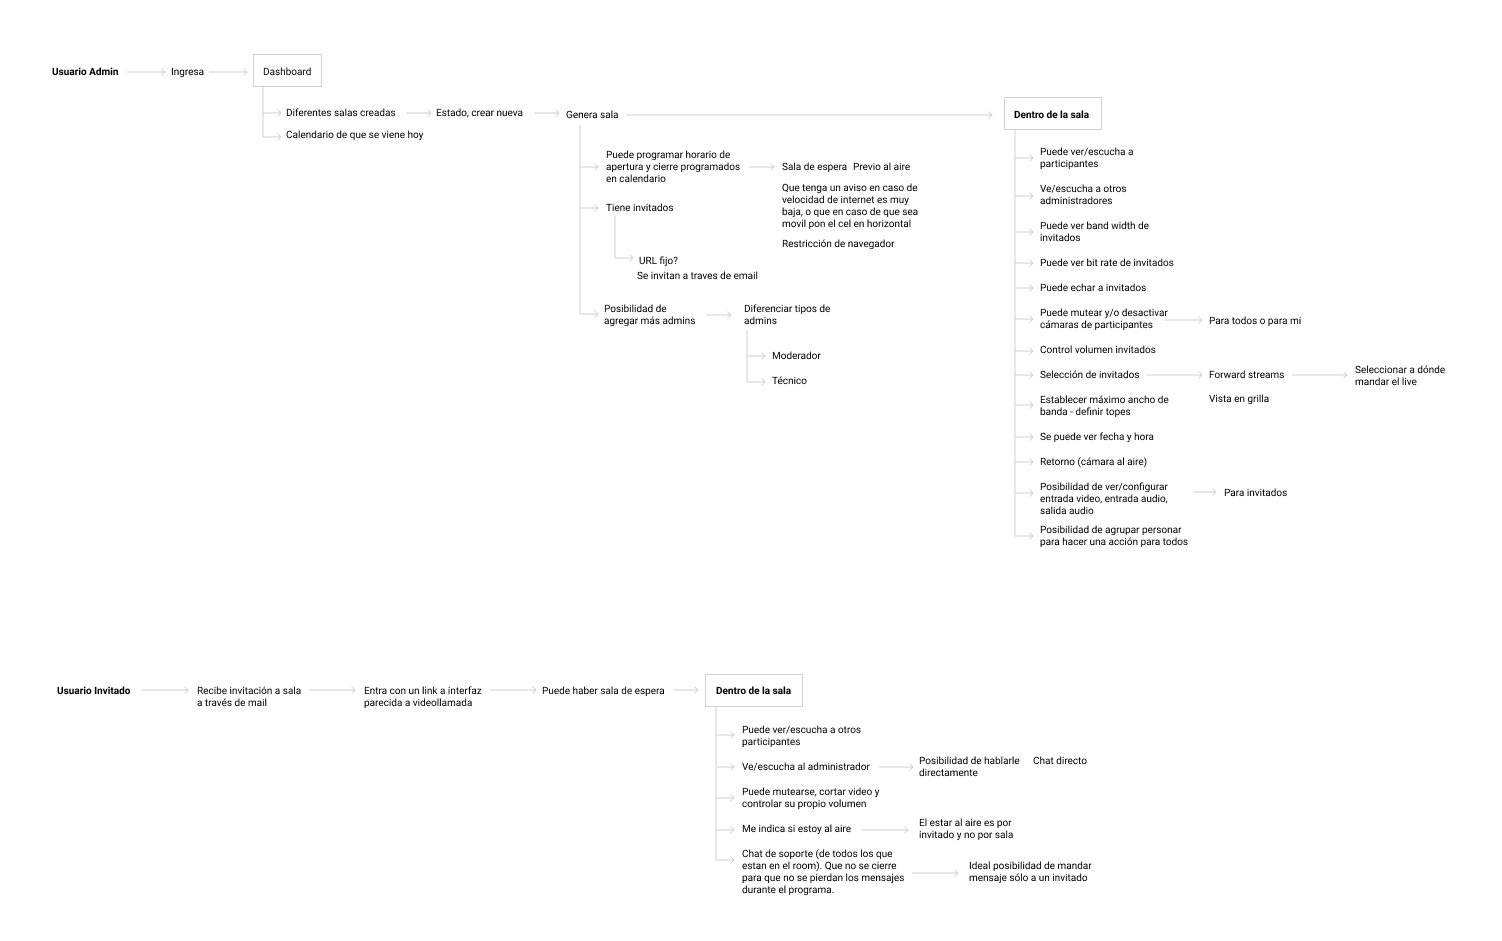 Usuario Admin
Ingresa
Dashboard
Diferentes salas creadas
Estado, crear nueva
Genera sala
Calendario de que se viene hoy
Puede programar horario de
apertura y cierre programados
en calendario
Sala de espera
Previo al aire
Que tenga un aviso en caso de
velocidad de internet es muy
baja, o que en caso de que sea
movil pon el cel en horizontal
Restricción de navegador
Tiene invitados
URL fijo?
Se invitan a traves de email
Posibilidad de
agregar más admins
Diferenciar tipos de
admins
Moderador
Técnico
Dentro de la sala
Puede ver/escucha a
participantes
Ve/escucha a otros
administradores
Puede ver band width de
invitados
Puede ver bit rate de invitados
Puede echar a invitados
Puede mutear y/o desactivar
cámaras de participantes
Para todos o para mi
Control volumen invitados
Selección de invitados
Forward streams
Seleccionar a dónde
mandar el live
Vista en grilla
Establecer máximo ancho de
banda - definir topes
Se puede ver fecha y hora
Retorno (cámara al aire)
Posibilidad de ver/configurar
entrada video, entrada audio,
salida audio
Para invitados
Posibilidad de agrupar personar
para hacer una acción para todos
Usuario Invitado
Recibe invitación a sala
a través de mail
Entra con un link a interfaz
parecida a videollamada
Puede haber sala de espera
Dentro de la sala
Puede ver/escucha a otros
participantes
Ve/escucha al administrador
Posibilidad de hablarle
directamente
Chat directo
Puede mutearse, cortar video y
controlar su propio volumen
Me indica si estoy al aire
El estar al aire es por
invitado y no por sala
Chat de soporte (de todos los que
estan en el room). Que no se cierre
para que no se pierdan los mensajes
durante el programa.
Ideal posibilidad de mandar
mensaje sólo a un invitado